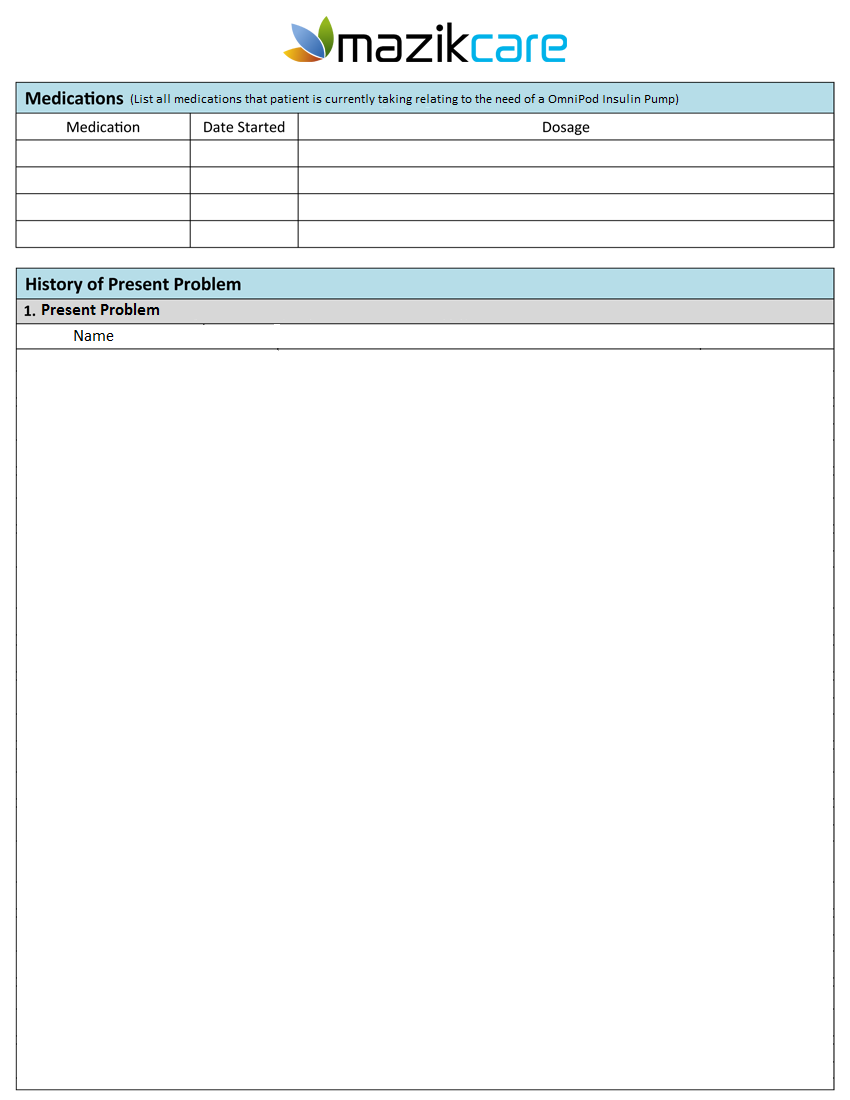 mazikcare
Medications (List all medications that patient is currently taking relating to the need of a OmniPod Insulin Pump)
Medication Date Started Dosage
History of Present Problem
1. Present Problem
Name